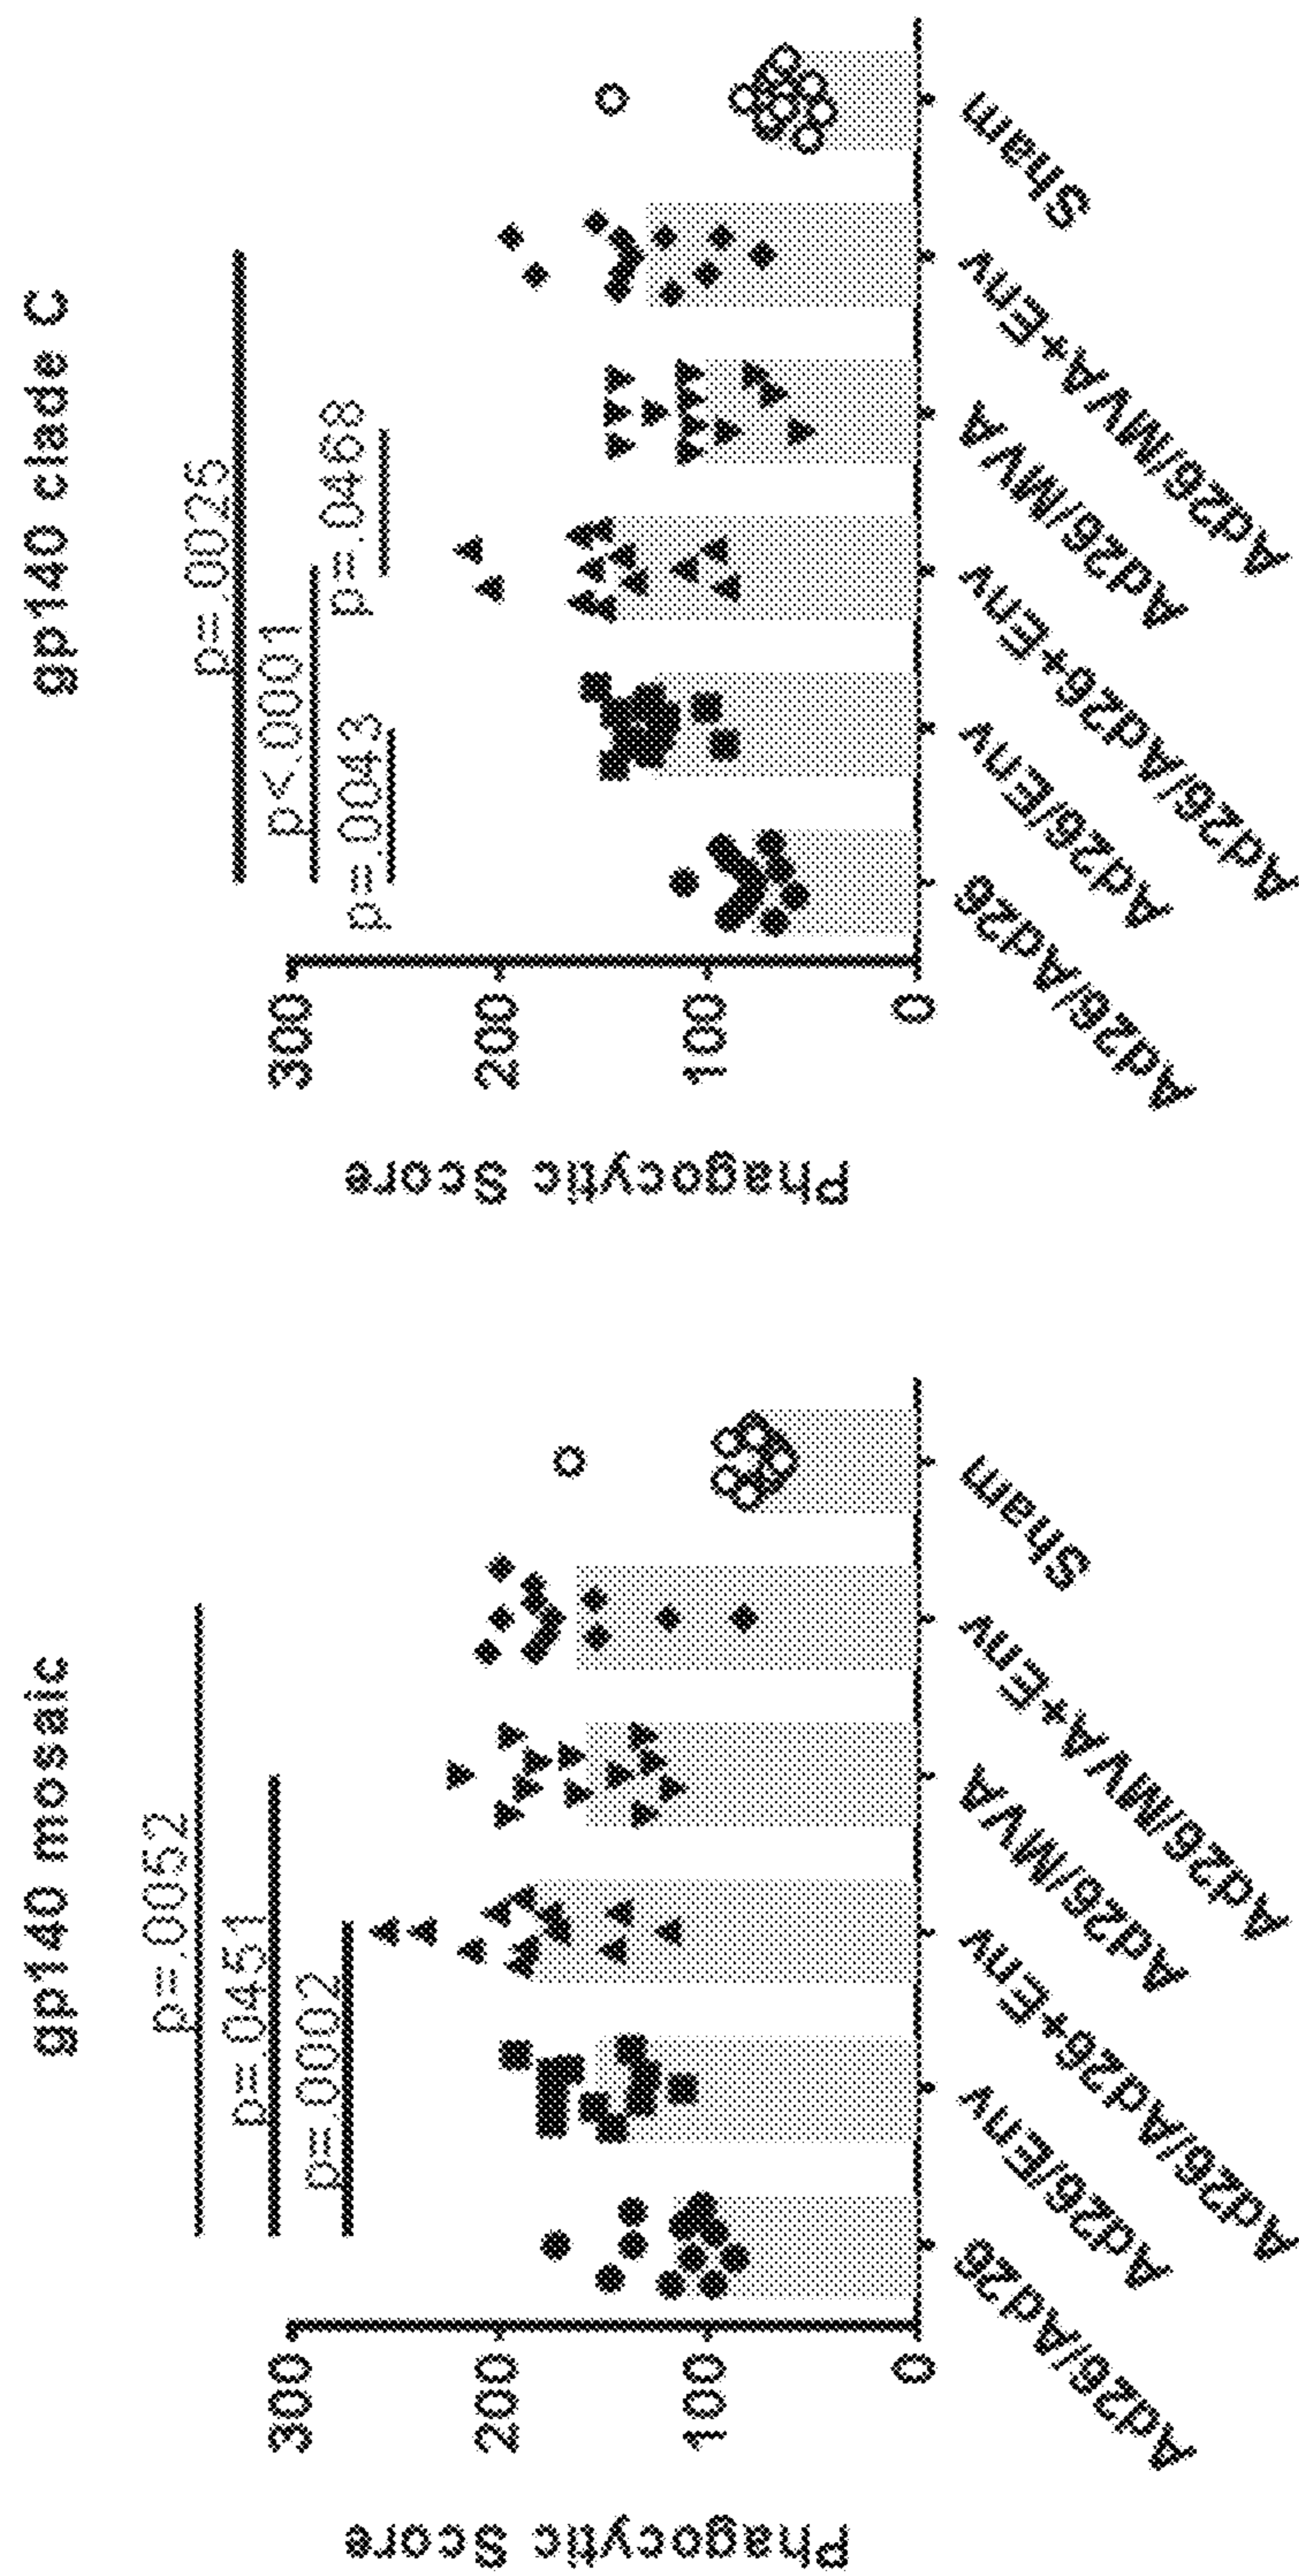 gp140 mosaic
p=.0052
p=.0451
p=.0002
300
200
100
0
Phagocytic Score
Ad26/Ad26
Ad26/Env
Ad26/Ad26+Env
Ad26/MVA
Ad26/MVA+Env
Sham
gp140 clade C
p=.0025
p<.0001
p=.0043
p=.0468
300
200
100
0
Phagocytic Score
Ad26/Ad26
Ad26/Env
Ad26/Ad26+Env
Ad26/MVA
Ad26/MVA+Env
Sham